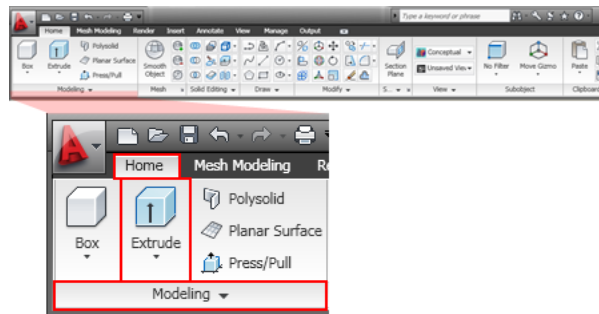 Type a keyword or phrase
Home Mesh Modeling Render Insert Annotate View Manage Output
Polysolid
Planar Surface
Press/Pull
Box Extrude
Smooth Object
Section Plane
Conceptual
Unsaved View
No Filter Move Gizmo Paste
Modeling Mesh Solid Editing Draw Modify S... View Subobject Clipboard
Home Mesh Modeling Re
Polysolid
Planar Surface
Press/Pull
Box Extrude
Modeling